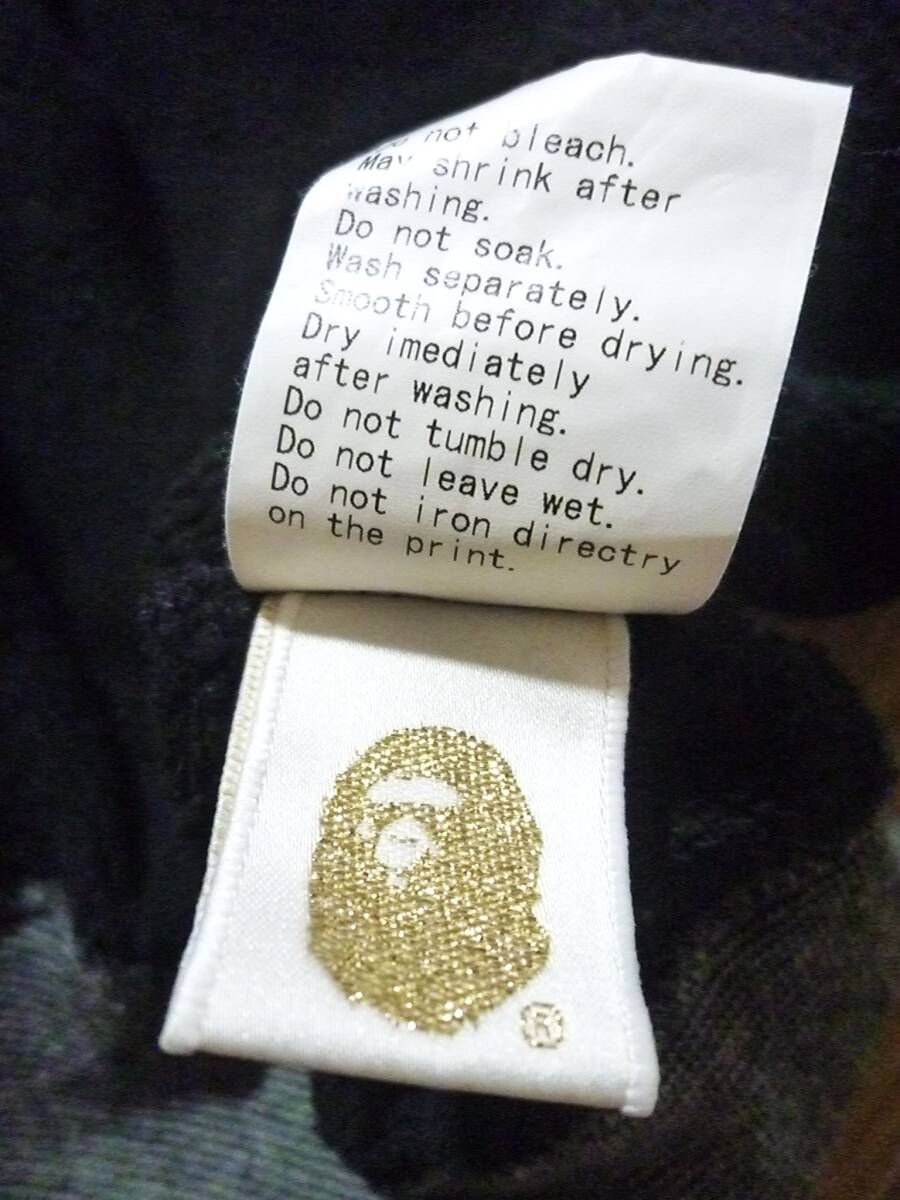 Do not bleach.
May shrink after
washing.
Do not soak.
Wash separately.
Smooth before drying.
Dry imediately
after washing.
Do not tumble dry.
Do not leave wet.
Do not iron directry
on the print.
®